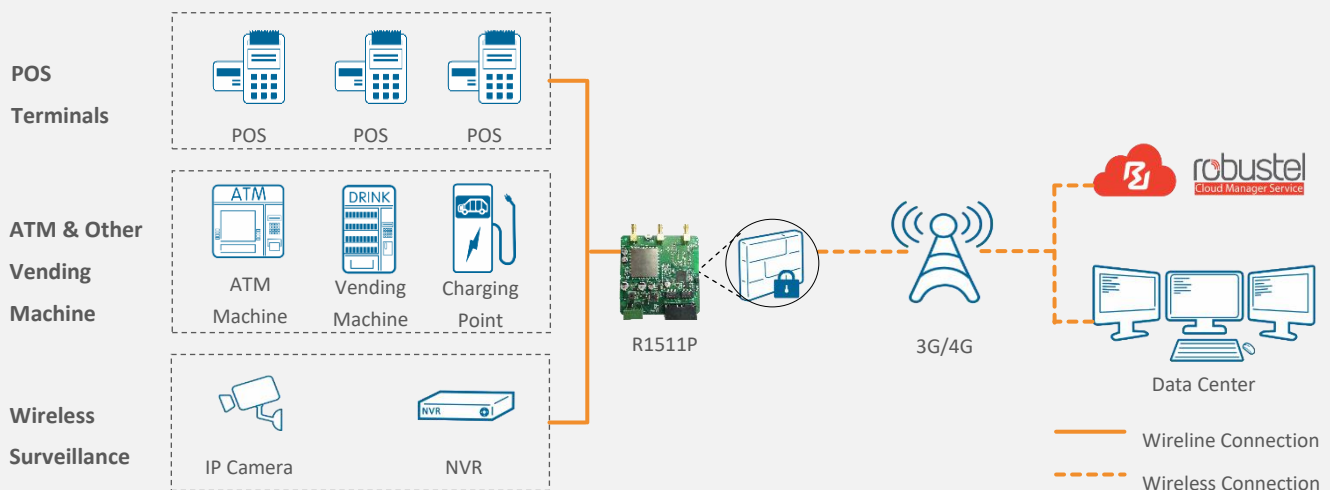 POS
Terminals
POS
POS
POS
ATM & Other
Vending
Machine
ATM
ATM
Machine
DRINK
Vending
Machine
Charging
Point
Wireless
Surveillance
IP Camera
NVR
NVR
R1511P
3G/4G
robustel
Cloud Manager Service
Data Center
Wireline Connection
Wireless Connection